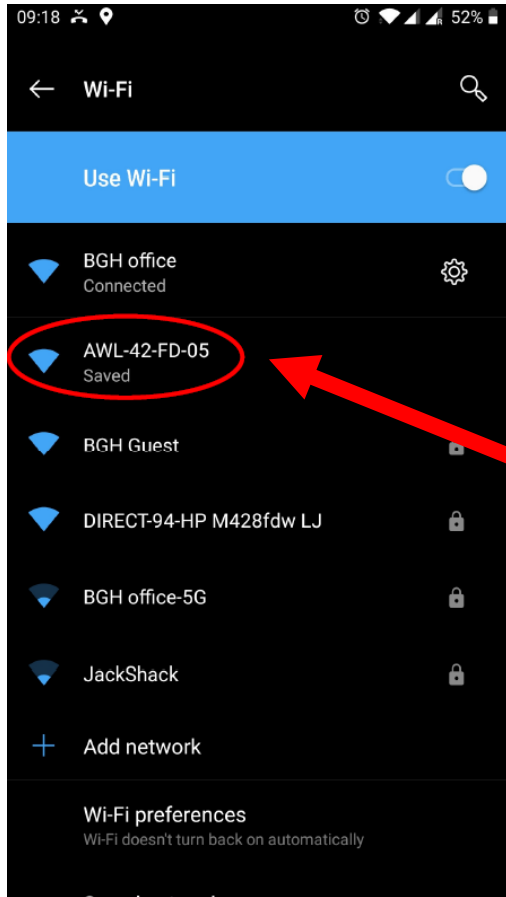 09:18 52%
Wi-Fi
Use Wi-Fi
BGH office
Connected
AWL-42-FD-05
Saved
BGH Guest
DIRECT-94-HP M428fdw LJ
BGH office-5G
JackShack
Add network
Wi-Fi preferences
Wi-Fi doesn't turn back on automatically